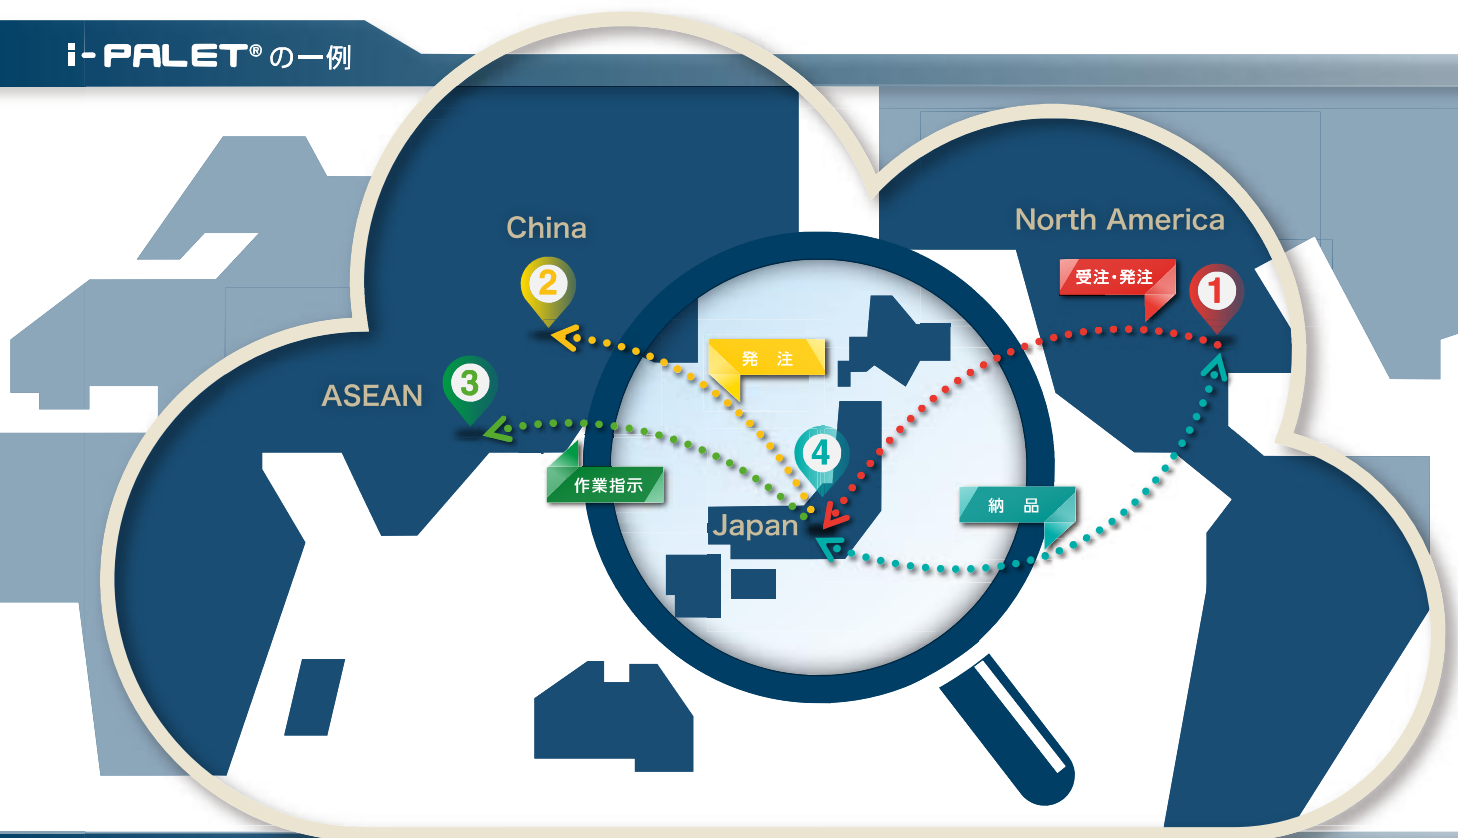 i-PALET® の一例
China
2
North America
受注・発注
1
発　注
ASEAN
3
4
作業指示
納　品
Japan